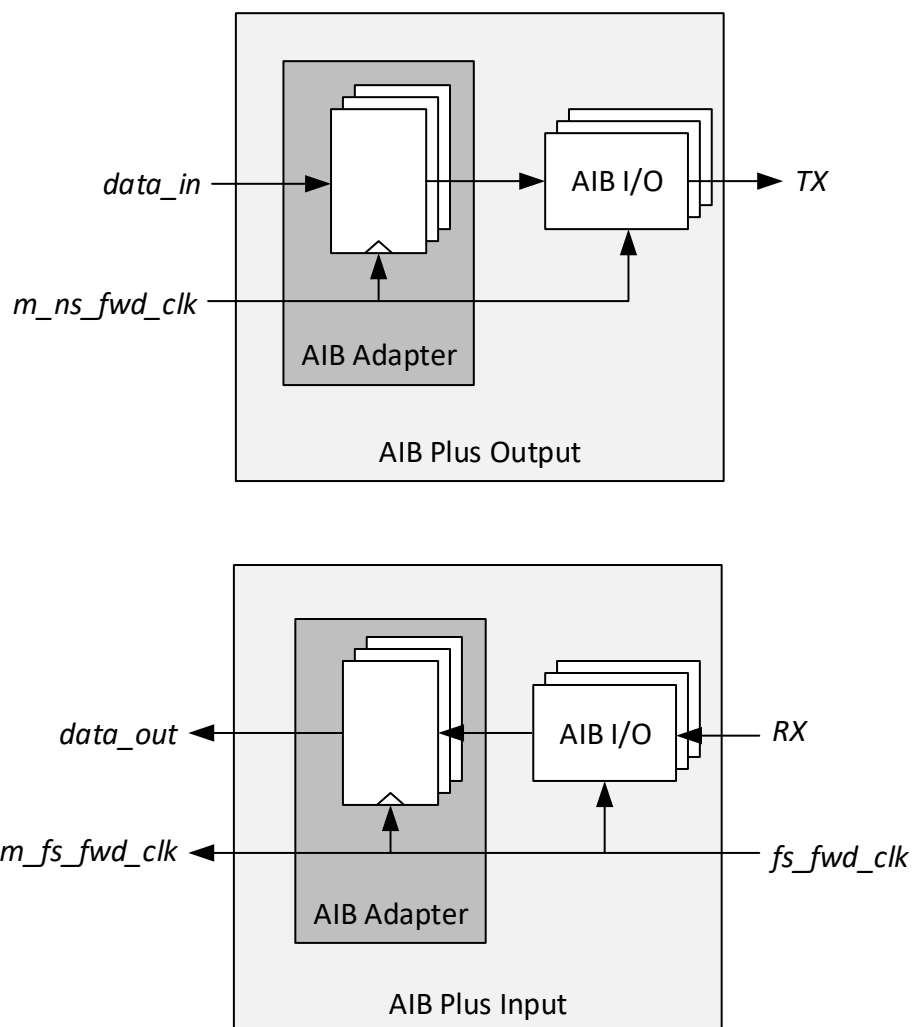 data_in
AIB I/O
TX
m_ns_fwd_clk
AIB Adapter
AIB Plus Output
data_out
AIB I/O
RX
m_fs_fwd_clk
fs_fwd_clk
AIB Adapter
AIB Plus Input